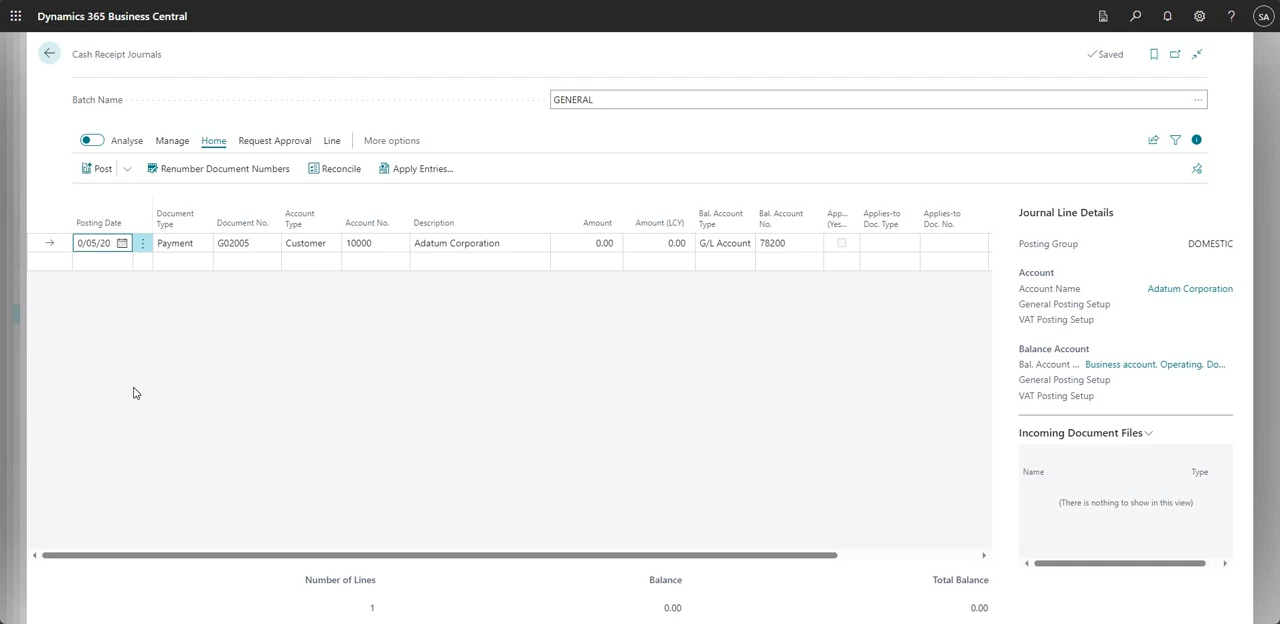 Dynamics 365 Business Central
SA
Cash Receipt Journals
Saved
Batch Name
GENERAL
Analyse Manage Home Request Approval Line More options
Post Renumber Document Numbers Reconcile Apply Entries...
Posting Date Document Type Document No. Account Type Account No. Description Amount Amount (LCY) Bal. Account Type Bal. Account No. App... (Yes... Applies-to Doc. Type Applies-to Doc. No.
0/05/20 Payment G02005 Customer 10000 Adatum Corporation 0.00 0.00 G/L Account 78200
Journal Line Details
Posting Group DOMESTIC
Account
Account Name Adatum Corporation
General Posting Setup
VAT Posting Setup
Balance Account
Bal. Account ... Business account, Operating, Do...
General Posting Setup
VAT Posting Setup
Incoming Document Files
Name Type
(There is nothing to show in this view)
Number of Lines Balance Total Balance
1 0.00 0.00